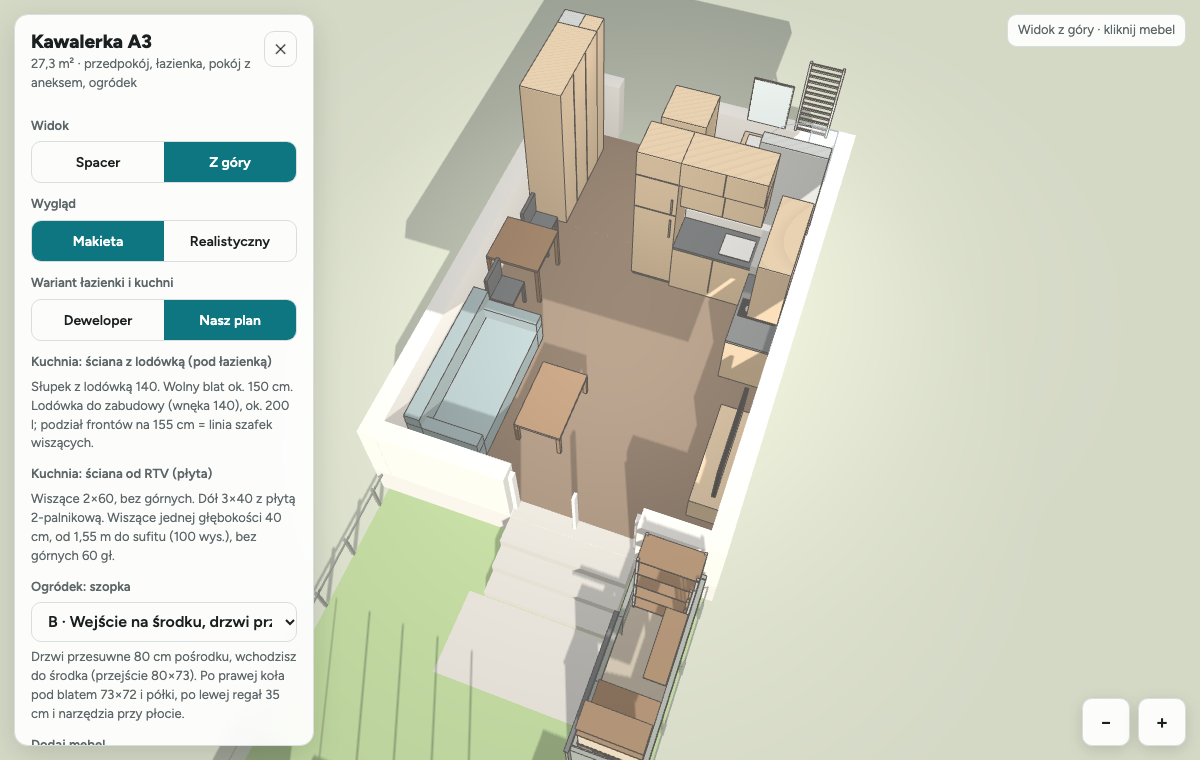 Kawalerka A3
27,3 m² · przedpokój, łazienka, pokój z
aneksem, ogródek
Widok z góry · kliknij mebel
Widok
Spacer
Z góry
Wygląd
Makieta
Realistyczny
Wariant łazienki i kuchni
Deweloper
Nasz plan
Kuchnia: ściana z lodówką (pod łazienką)
Słupek z lodówką 140. Wolny blat ok. 150 cm.
Lodówka do zabudowy (wnęka 140), ok. 200
l; podział frontów na 155 cm = linia szafek
wiszących.
Kuchnia: ściana od RTV (płyta)
Wiszące 2×60, bez górnych. Dół 3×40 z płytą
2-palnikową. Wiszące jednej głębokości 40
cm, od 1,55 m do sufitu (100 wys.), bez
górnych 60 gł.
Ogródek: szopka
B · Wejście na środku, drzwi prz
Drzwi przesuwne 80 cm pośrodku, wchodzisz
do środka (przejście 80×73). Po prawej koła
pod blatem 73×72 i półki, po lewej regał 35
cm i narzędzia przy płocie.
Dodaj mebel
−
+